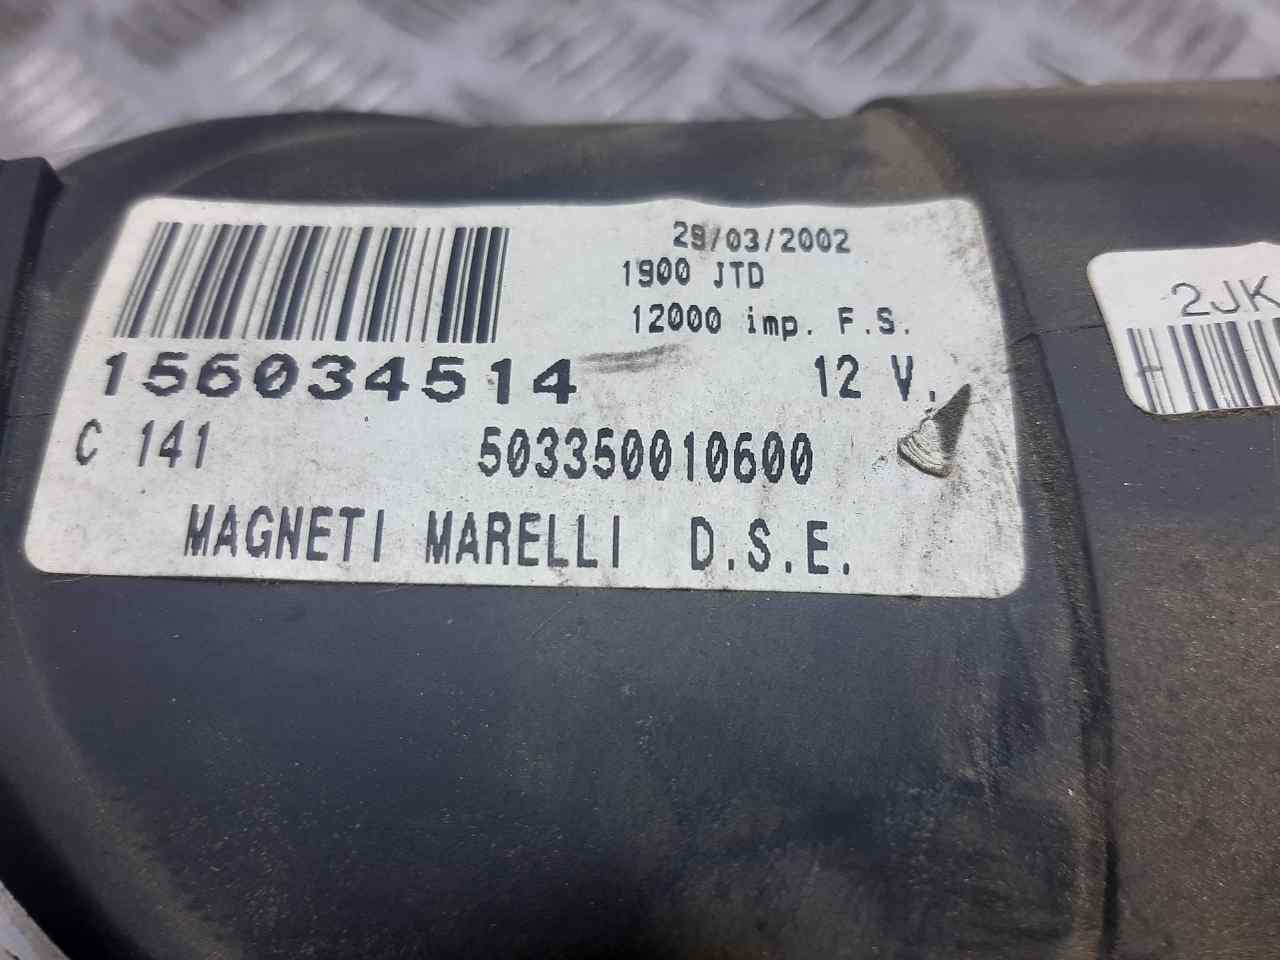 29/03/2002
1900 JTD
12000 imp. F.S.
156034514
12 V.
C 141
503350010600
MAGNETI MARELLI D.S.E.
2JK